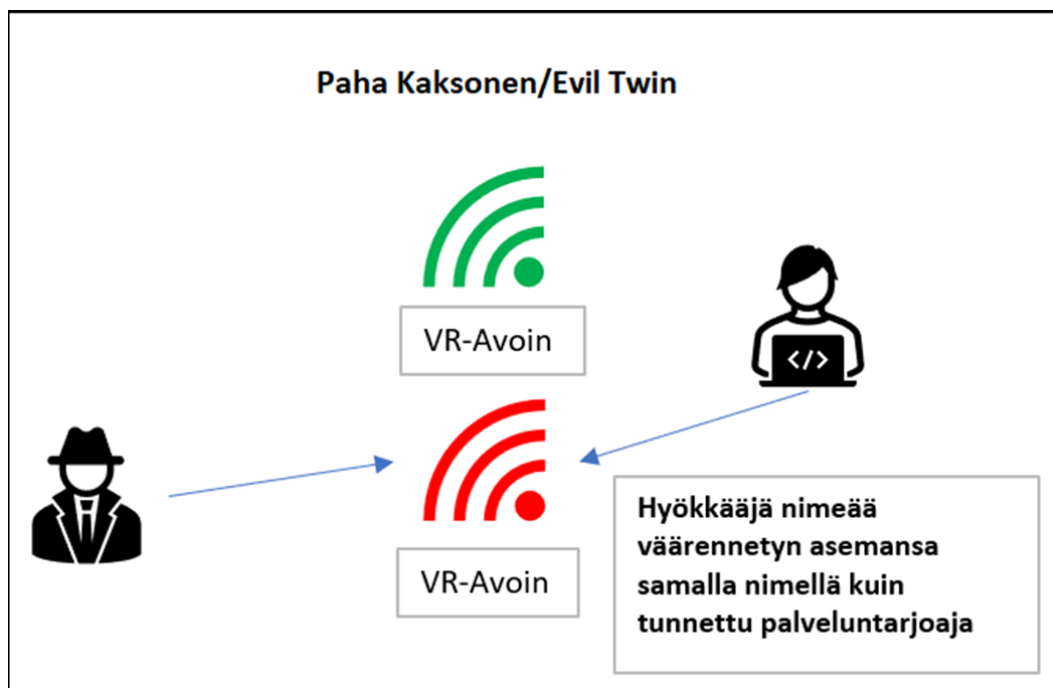 Paha Kaksonen/Evil Twin
VR-Avoin
</>
VR-Avoin
Hyökkääjä nimeää
väärennetyn asemansa
samalla nimellä kuin
tunnettu palveluntarjoaja